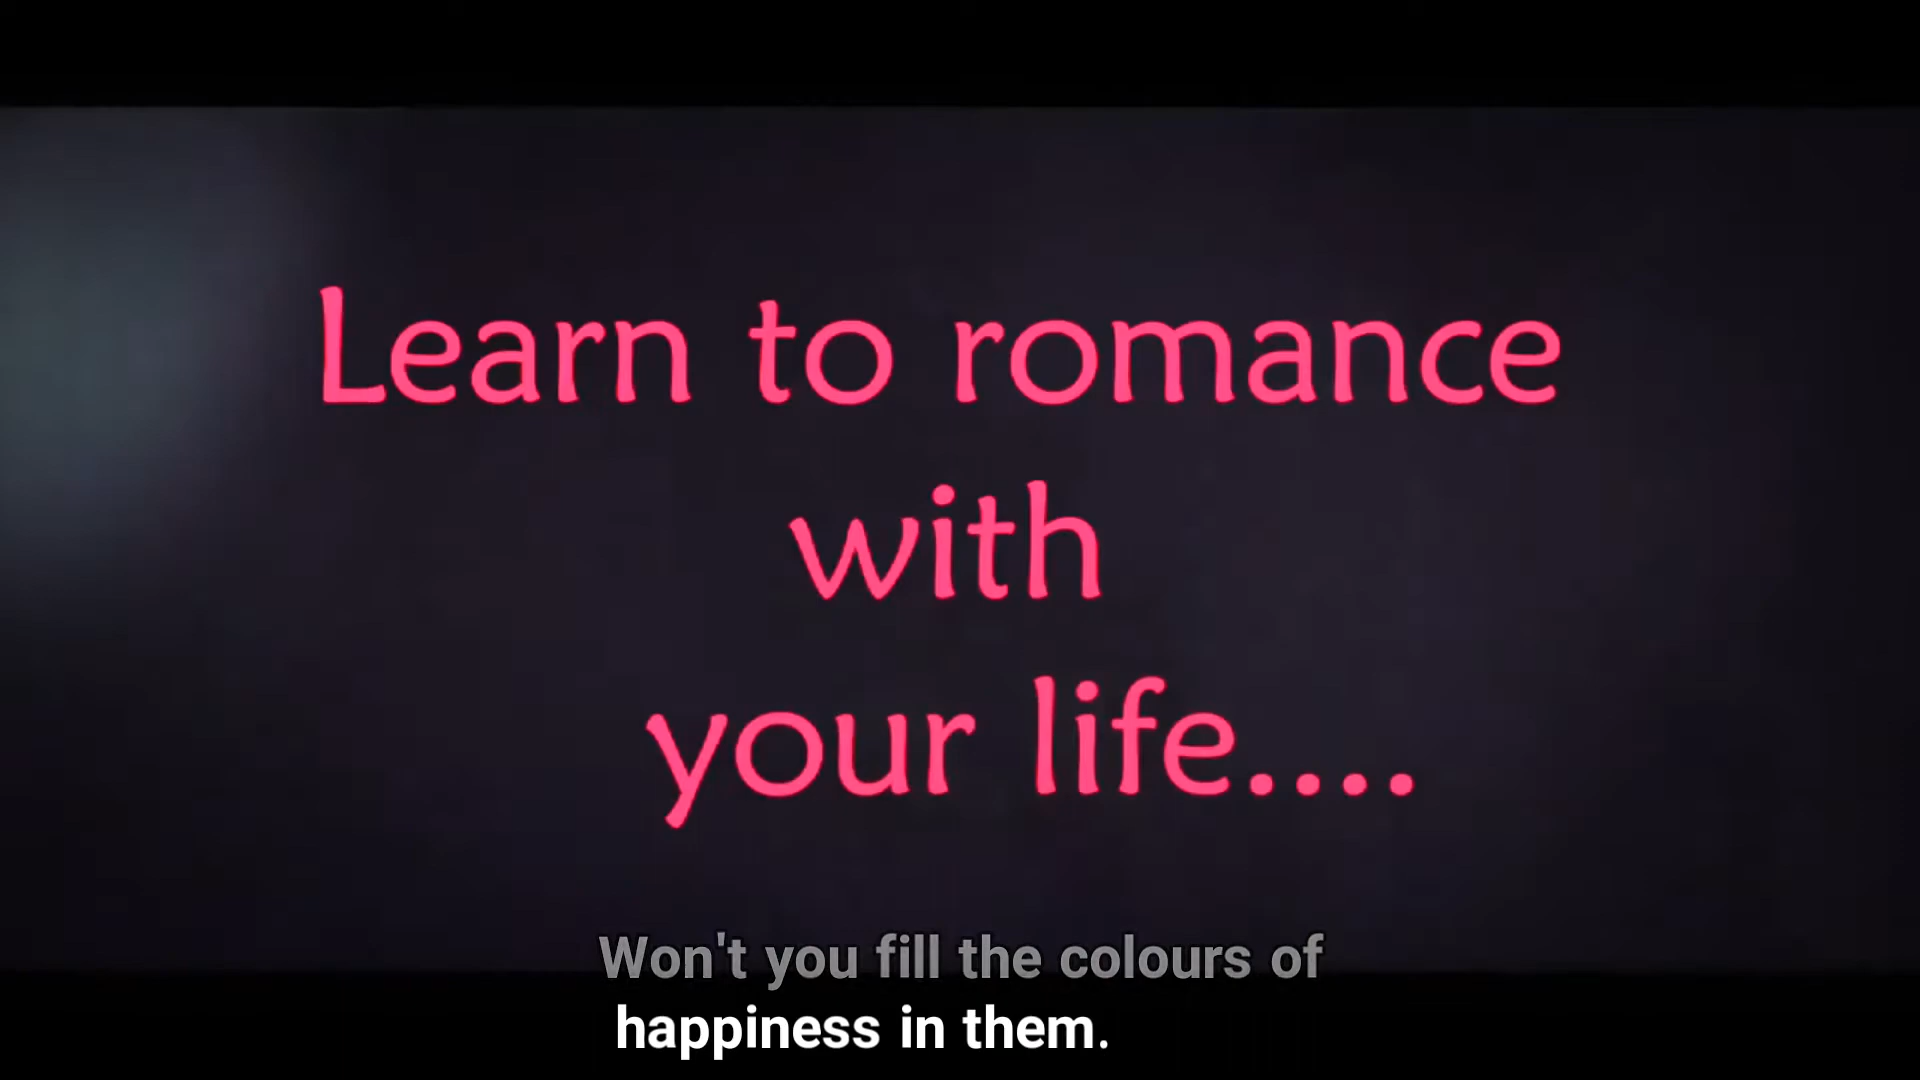 Learn to romance
with
your life....
Won't you fill the colours of
happiness in them.